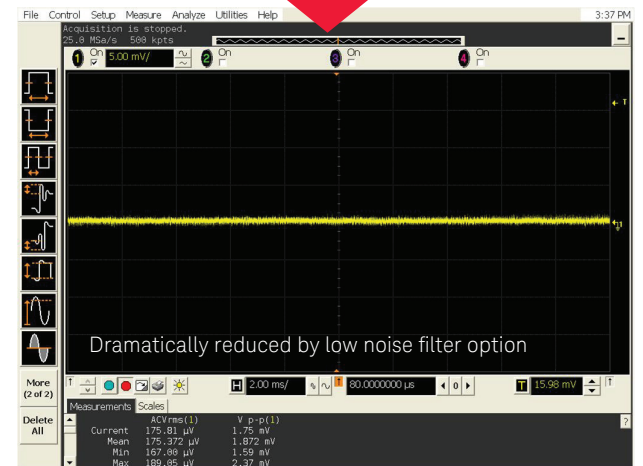 File Control Setup Measure Analyze Utilities Help 3:37 PM
Acquisition is stopped.
25.0 MSa/s 500 kpts
1 On 5.00 mV/ 2 On 3 On 4 On
T
1
Dramatically reduced by low noise filter option
More
(2 of 2)
Delete
All
H 2.00 ms/ T 80.0000000 µs 0 T 15.98 mV
Measurements Scales
ACVrms(1) V p-p(1)
Current 175.81 µV 1.75 mV
Mean 175.372 µV 1.872 mV
Min 167.00 µV 1.59 mV
Max 189.05 µV 2.37 mV
?